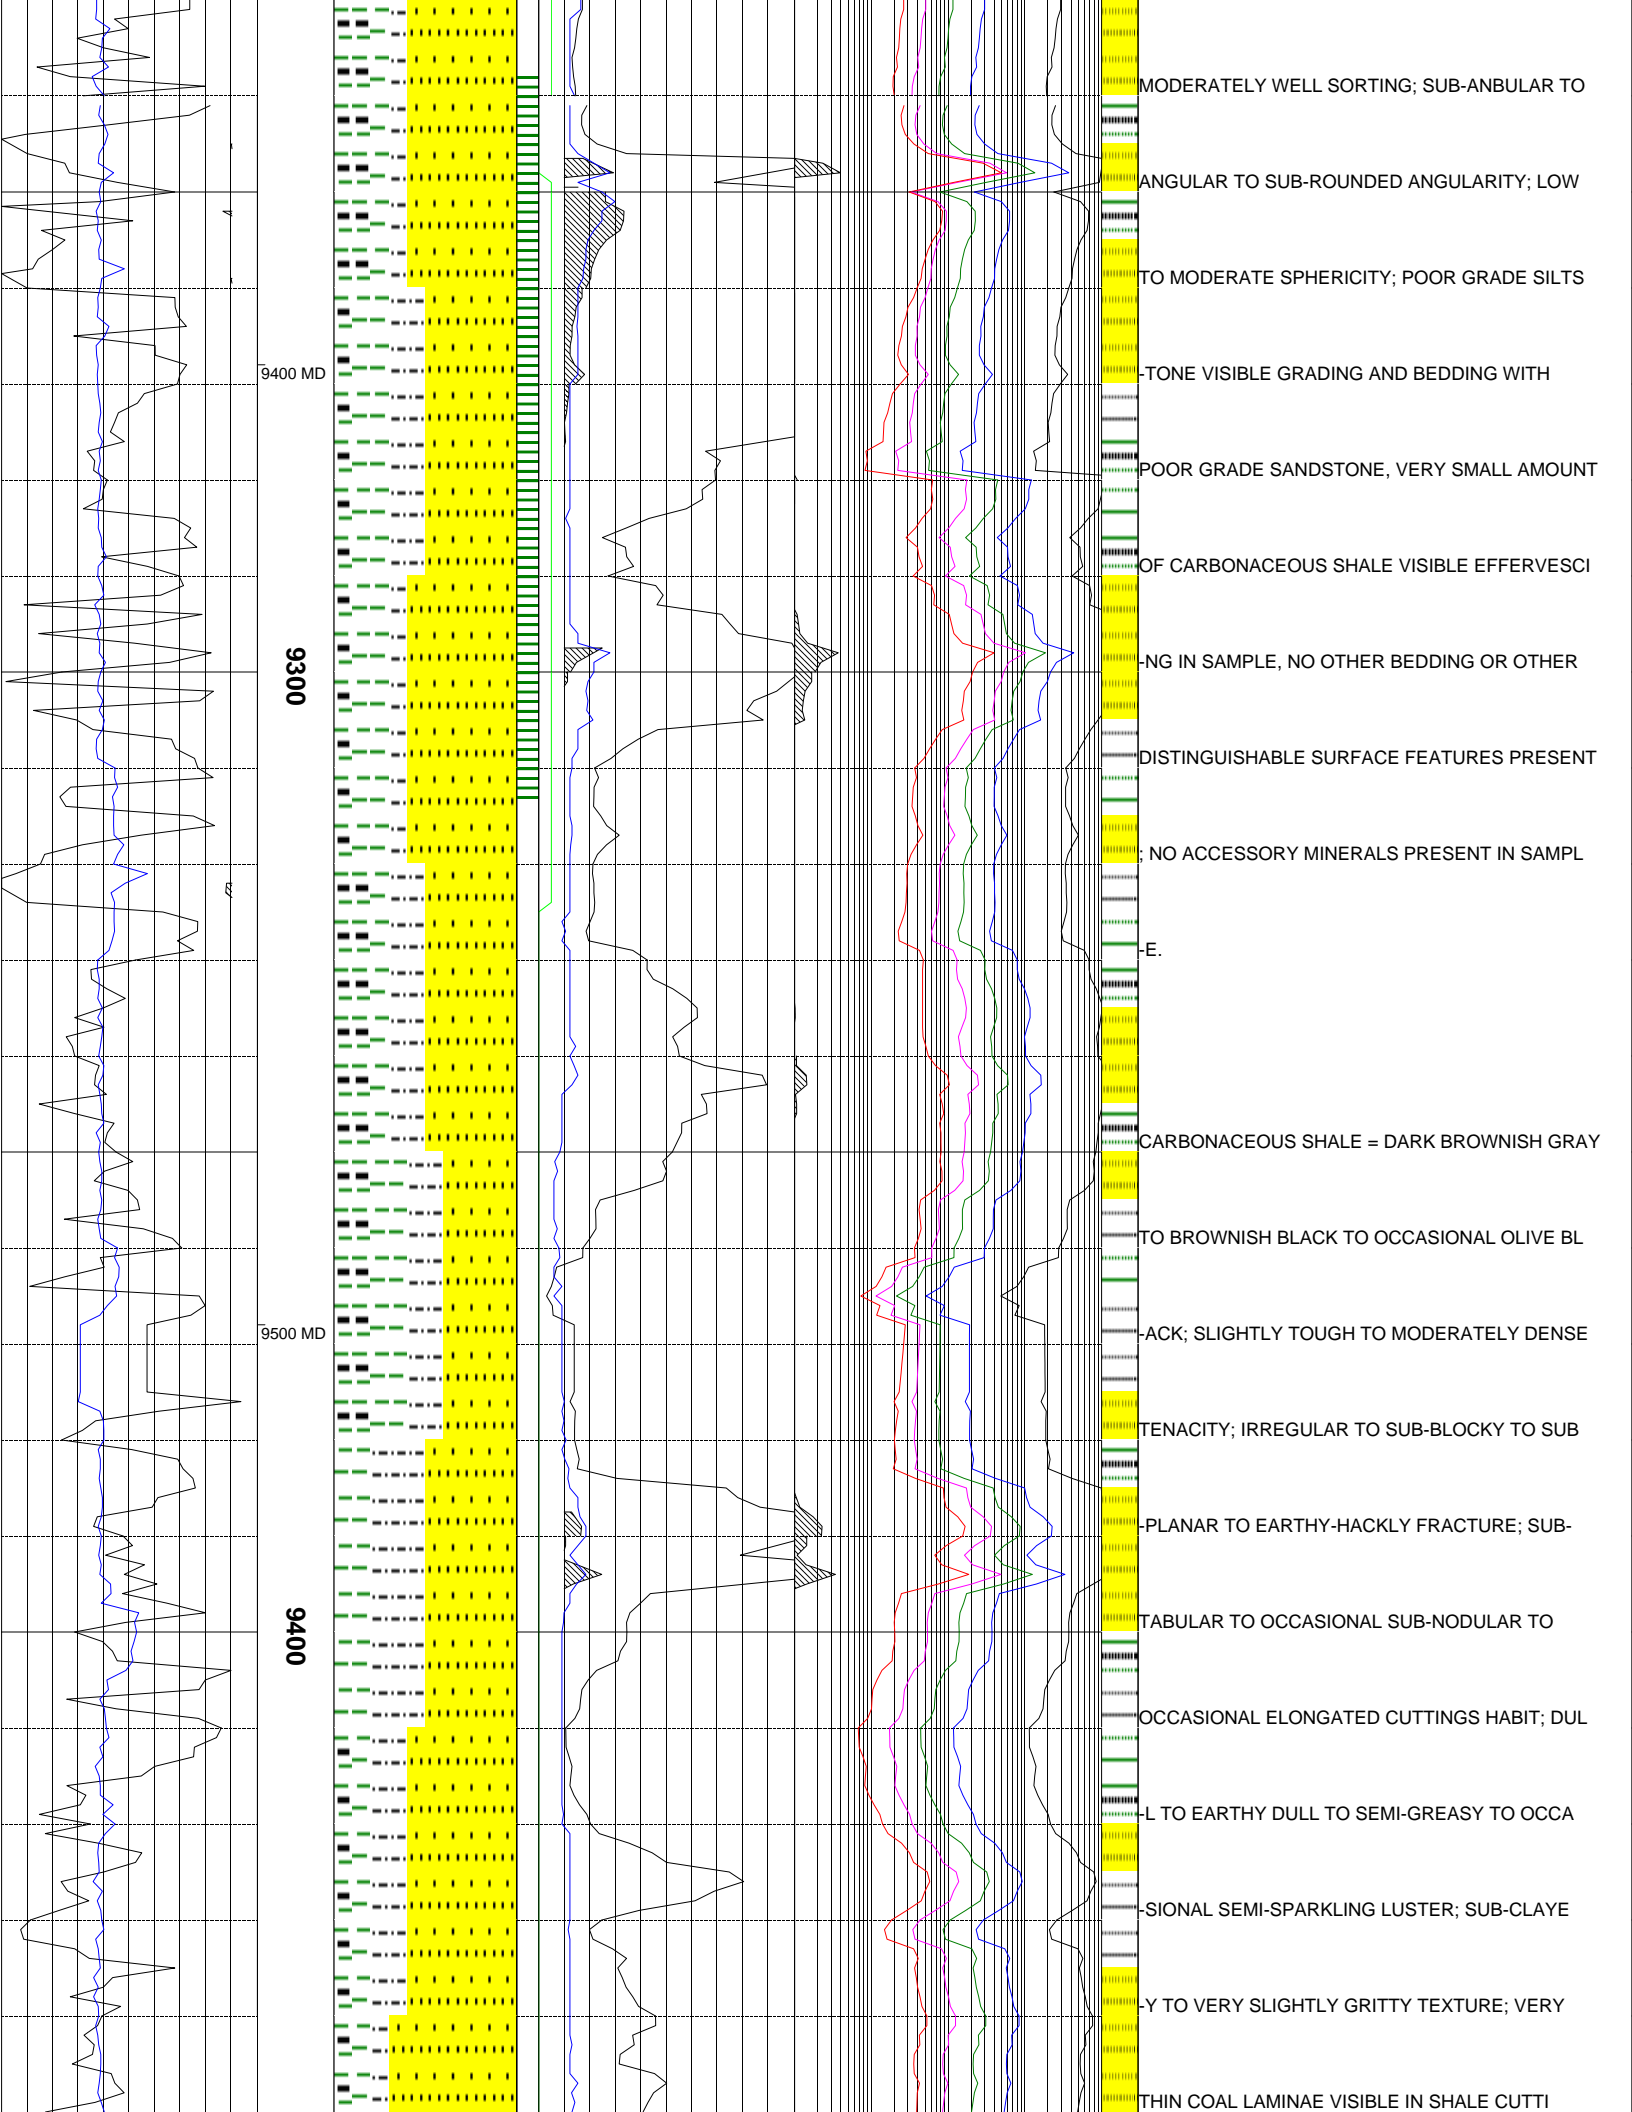 MODERATELY WELL SORTING; SUB-ANBULAR TO
ANGULAR TO SUB-ROUNDED ANGULARITY; LOW
TO MODERATE SPHERICITY; POOR GRADE SILTS
9400 MD
-TONE VISIBLE GRADING AND BEDDING WITH
POOR GRADE SANDSTONE, VERY SMALL AMOUNT
OF CARBONACEOUS SHALE VISIBLE EFFERVESCI
9300
-NG IN SAMPLE, NO OTHER BEDDING OR OTHER
DISTINGUISHABLE SURFACE FEATURES PRESENT
; NO ACCESSORY MINERALS PRESENT IN SAMPL
-E.
CARBONACEOUS SHALE = DARK BROWNISH GRAY
TO BROWNISH BLACK TO OCCASIONAL OLIVE BL
9500 MD
-ACK; SLIGHTLY TOUGH TO MODERATELY DENSE
TENACITY; IRREGULAR TO SUB-BLOCKY TO SUB
-PLANAR TO EARTHY-HACKLY FRACTURE; SUB-
9400
TABULAR TO OCCASIONAL SUB-NODULAR TO
OCCASIONAL ELONGATED CUTTINGS HABIT; DUL
-L TO EARTHY DULL TO SEMI-GREASY TO OCCA
-SIONAL SEMI-SPARKLING LUSTER; SUB-CLAYE
-Y TO VERY SLIGHTLY GRITTY TEXTURE; VERY
THIN COAL LAMINAE VISIBLE IN SHALE CUTTI